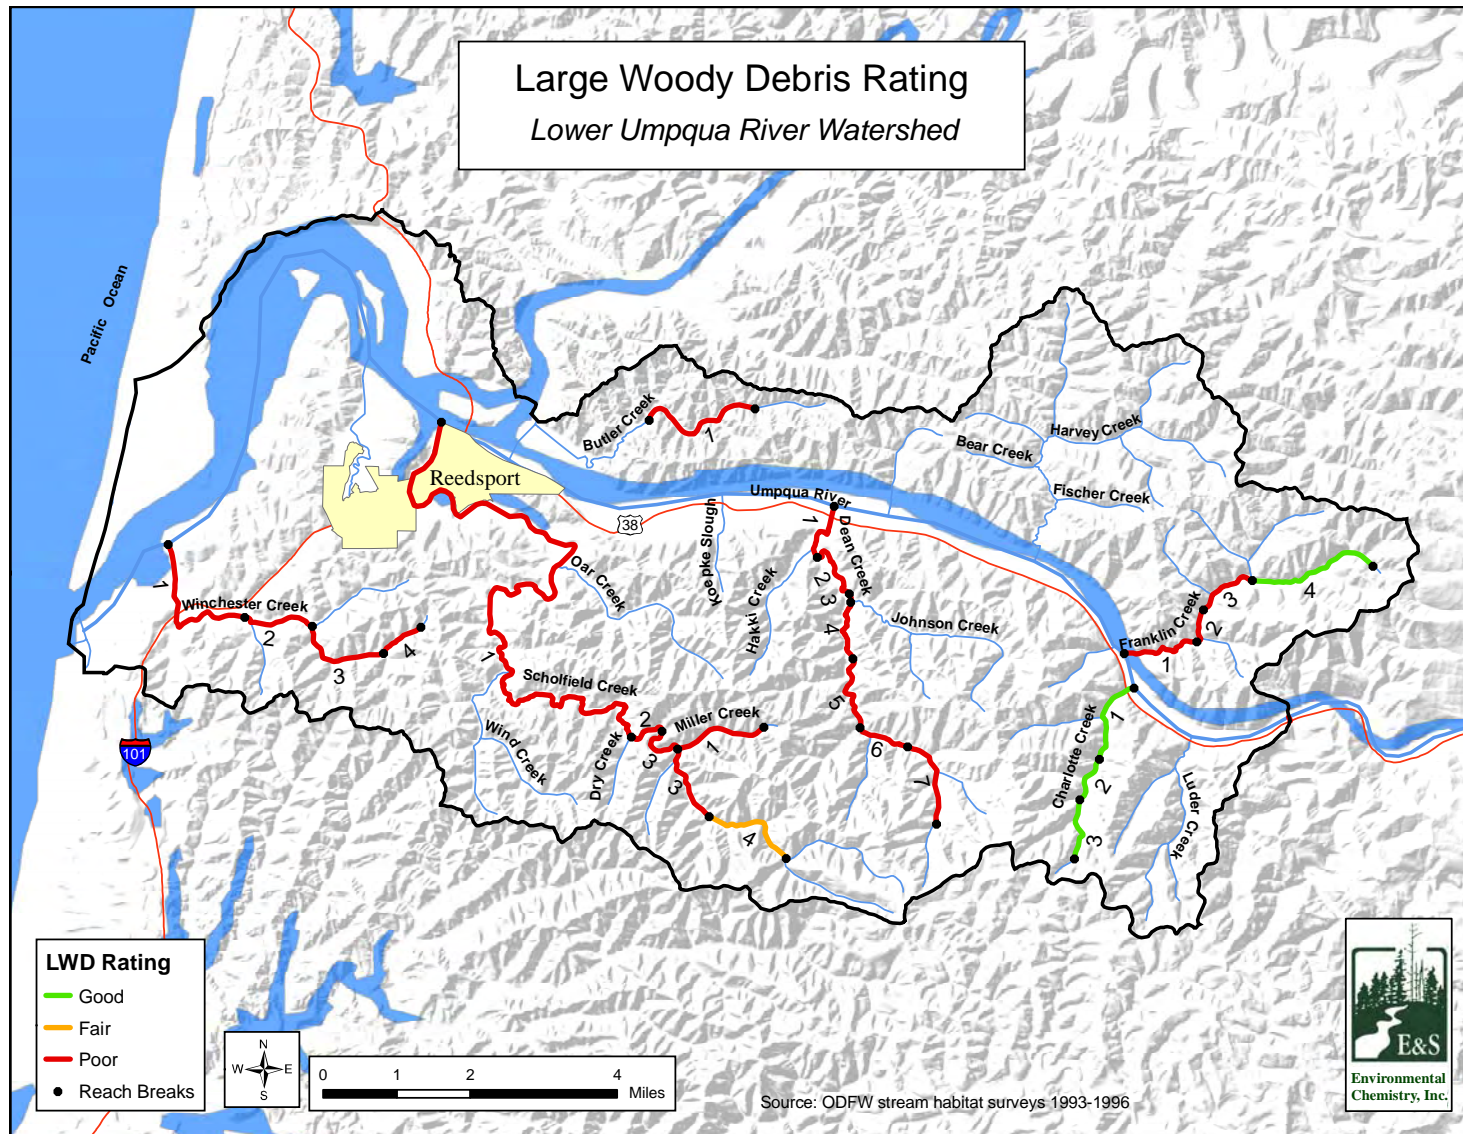 Large Woody Debris Rating
Lower Umpqua River Watershed
Pacific Ocean
Butler Creek
1
Harvey Creek
Bear Creek
Fischer Creek
Reedsport
Umpqua River
38
Koepke Slough
Hakki Creek
Dean Creek
1
2
3
4
5
6
7
Johnson Creek
Oar Creek
Winchester Creek
1
2
3
4
Franklin Creek
1
2
3
4
Scholfield Creek
1
2
3
3
4
Miller Creek
1
Wind Creek
Dry Creek
Charlotte Creek
1
2
3
Luder Creek
101
LWD Rating
Good
Fair
Poor
Reach Breaks
N
W E
S
0 1 2 4
Miles
Source: ODFW stream habitat surveys 1993-1996
E&S
Environmental
Chemistry, Inc.